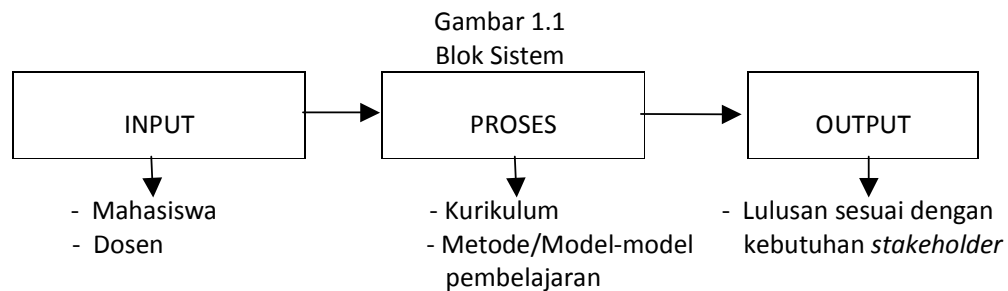 Gambar 1.1
Blok Sistem
INPUT
PROSES
OUTPUT
- Mahasiswa
- Dosen
- Kurikulum
- Metode/Model-model
pembelajaran
- Lulusan sesuai dengan
kebutuhan stakeholder